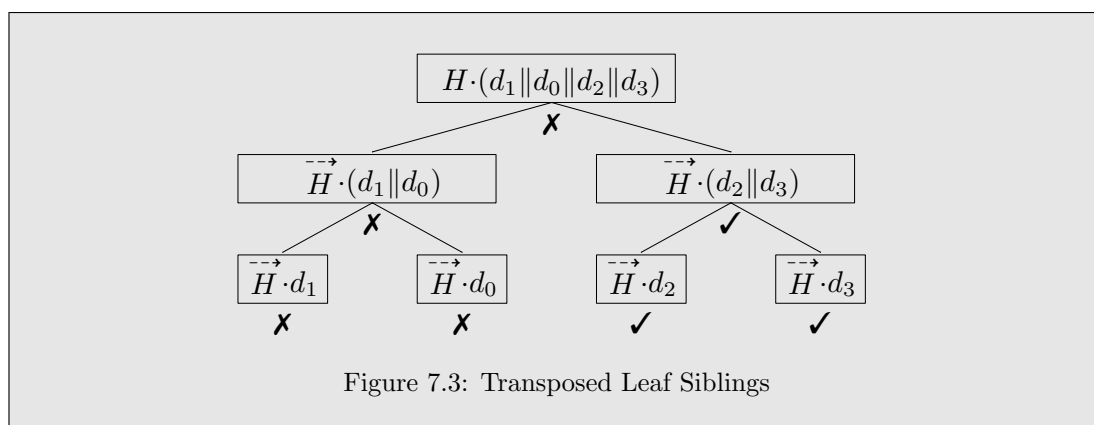 H·(d₁‖d₀‖d₂‖d₃)
✗
H⃗·(d₁‖d₀) H⃗·(d₂‖d₃)
✗ ✓
H⃗·d₁ H⃗·d₀ H⃗·d₂ H⃗·d₃
✗ ✗ ✓ ✓
Figure 7.3: Transposed Leaf Siblings